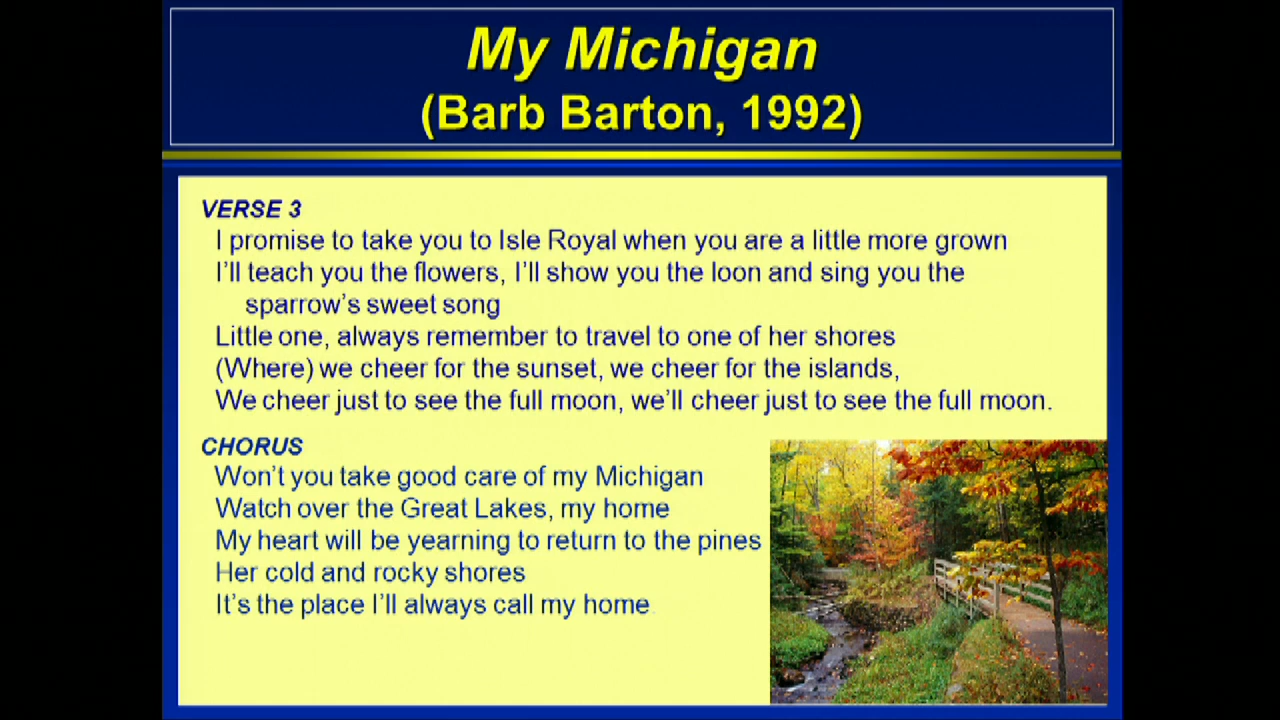 My Michigan
(Barb Barton, 1992)
VERSE 3
I promise to take you to Isle Royal when you are a little more grown
I'll teach you the flowers, I'll show you the loon and sing you the
sparrow's sweet song
Little one, always remember to travel to one of her shores
(Where) we cheer for the sunset, we cheer for the islands,
We cheer just to see the full moon, we'll cheer just to see the full moon.
CHORUS
Won't you take good care of my Michigan
Watch over the Great Lakes, my home
My heart will be yearning to return to the pines
Her cold and rocky shores
It's the place I'll always call my home